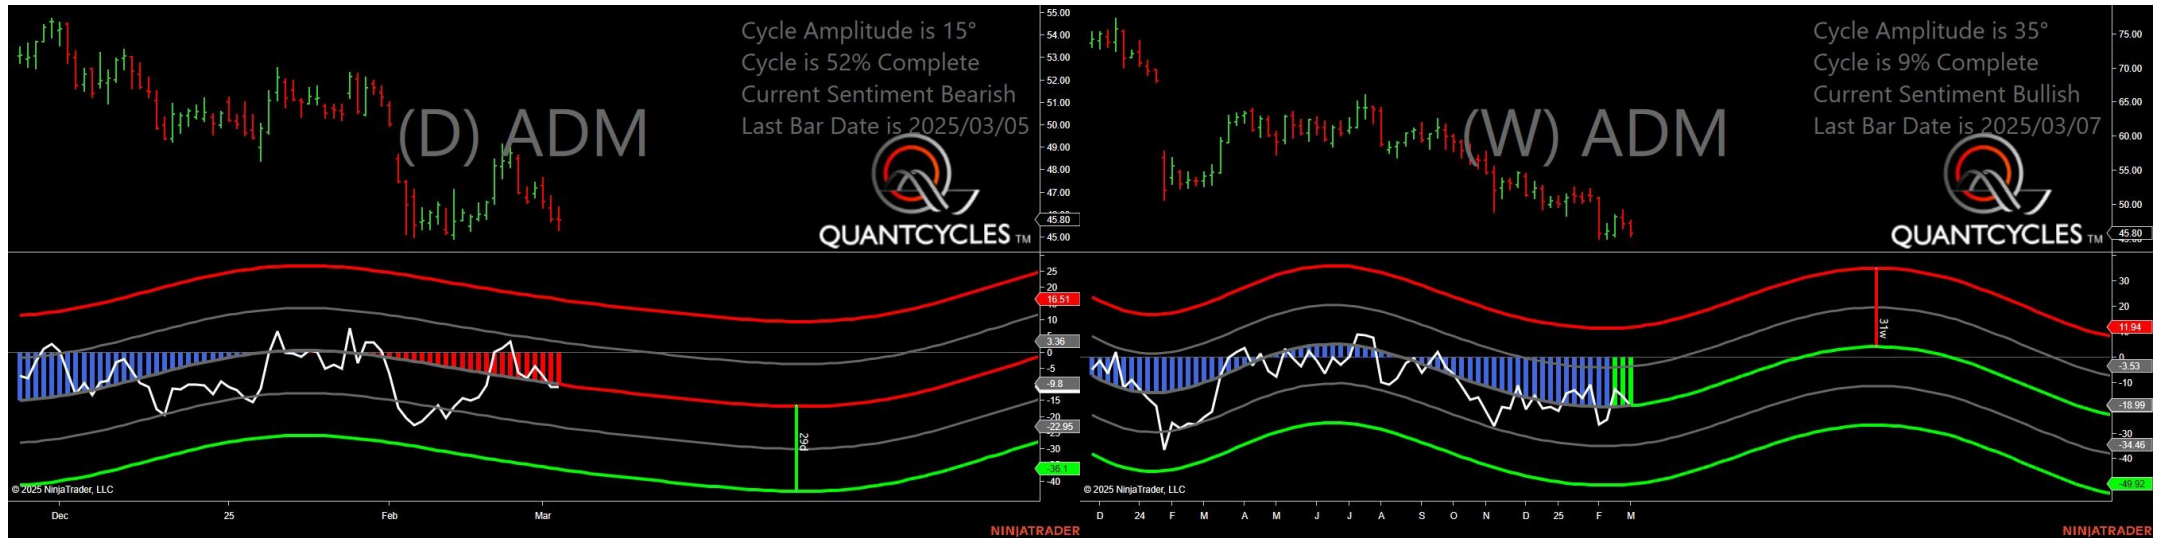 Cycle Amplitude is 15°
Cycle is 52% Complete
Current Sentiment Bearish
Last Bar Date is 2025/03/05
(D) ADM
QUANTCYCLES TM
55.00
54.00
53.00
52.00
51.00
50.00
49.00
48.00
47.00
45.80
45.00
25
20
16.51
10
5
3.36
0
-5
-9.8
-15
-20
-22.95
-25
-30
-36.1
-40
29d
© 2025 NinjaTrader, LLC
Dec
25
Feb
Mar
NINJATRADER
Cycle Amplitude is 35°
Cycle is 9% Complete
Current Sentiment Bullish
Last Bar Date is 2025/03/07
(W) ADM
QUANTCYCLES TM
75.00
70.00
65.00
60.00
55.00
50.00
45.80
30
20
11.94
0
-3.53
-10
-18.99
-30
-34.46
-40
-49.92
31w
© 2025 NinjaTrader, LLC
D 24 F M A M J J A S O N D 25 F M
NINJATRADER